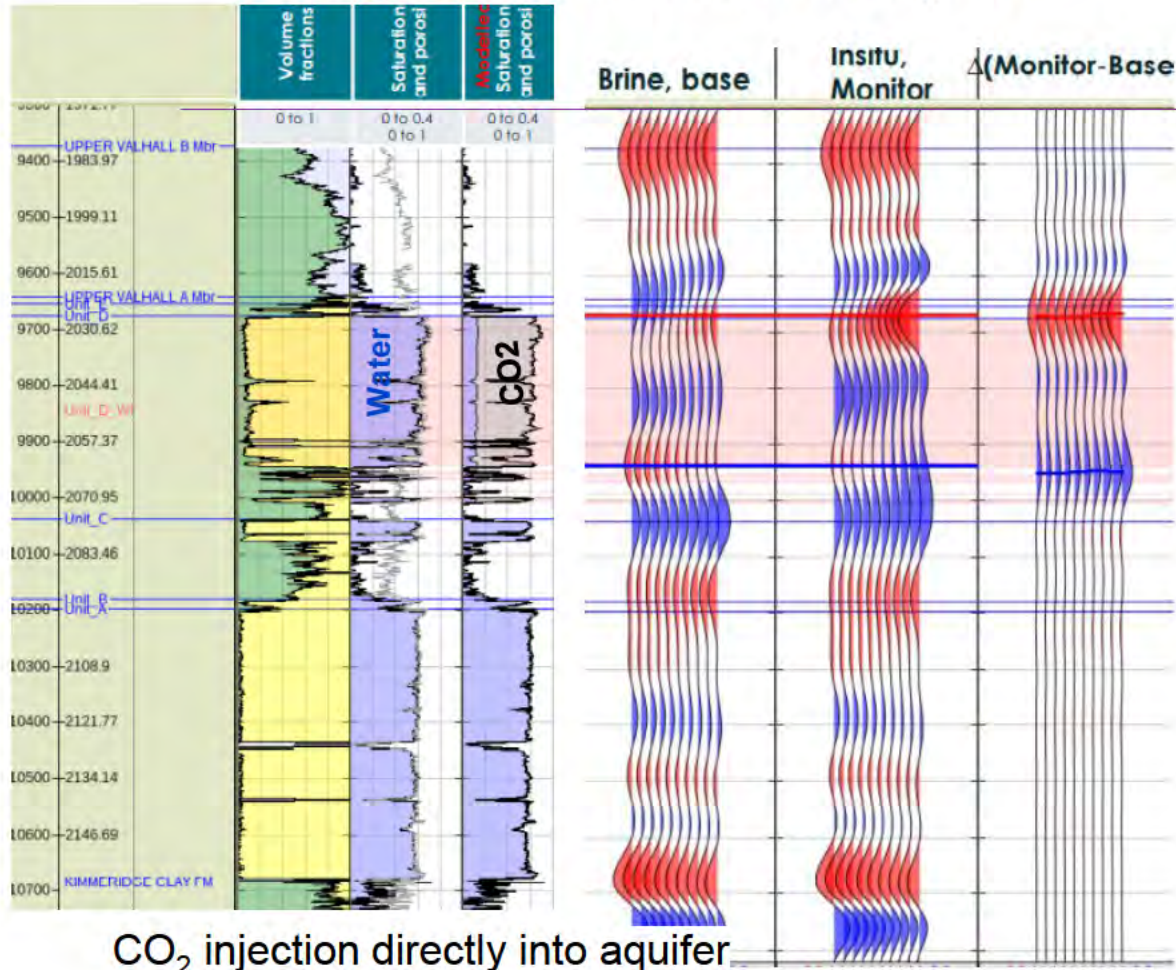 Volume
fractions
Saturation
and porosi
Modelled
Saturation
and porosi
Brine, base
Insitu,
Monitor
Δ(Monitor-Base
0 to 1
0 to 0.4
0 to 1
0 to 0.4
0 to 1
UPPER VALHALL B Mbr
9400 1983.97
9500 1999.11
9600 2015.61
UPPER VALHALL A Mbr
Unit_E
Unit_D
9700 2030.62
Water
CO2
9800 2044.41
Unit_D_WI
9900 2057.37
10000 2070.95
Unit_C
10100 2083.46
Unit_B
Unit_A
10200
10300 2108.9
10400 2121.77
10500 2134.14
10600 2146.69
KIMMERIDGE CLAY FM
10700
CO₂ injection directly into aquifer